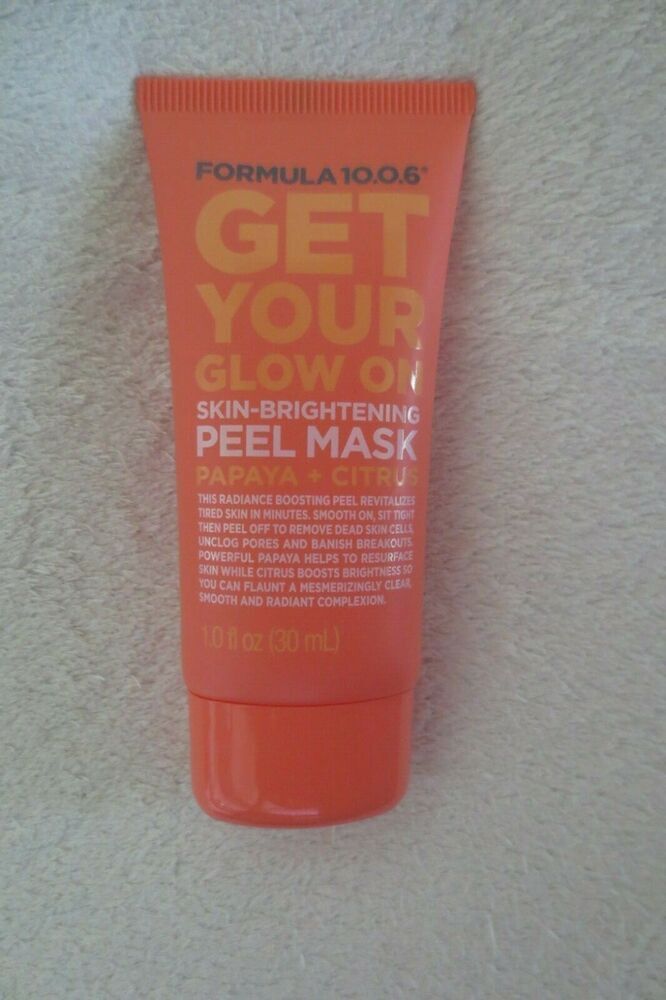 FORMULA 10.0.6®
GET
YOUR
GLOW ON
SKIN-BRIGHTENING
PEEL MASK
PAPAYA + CITRUS
THIS RADIANCE BOOSTING PEEL REVITALIZES
TIRED SKIN IN MINUTES. SMOOTH ON, SIT TIGHT
THEN PEEL OFF TO REMOVE DEAD SKIN CELLS,
UNCLOG PORES AND BANISH BREAKOUTS.
POWERFUL PAPAYA HELPS TO RESURFACE
SKIN WHILE CITRUS BOOSTS BRIGHTNESS SO
YOU CAN FLAUNT A MESMERIZINGLY CLEAR,
SMOOTH AND RADIANT COMPLEXION.
1.0 fl oz (30 mL)